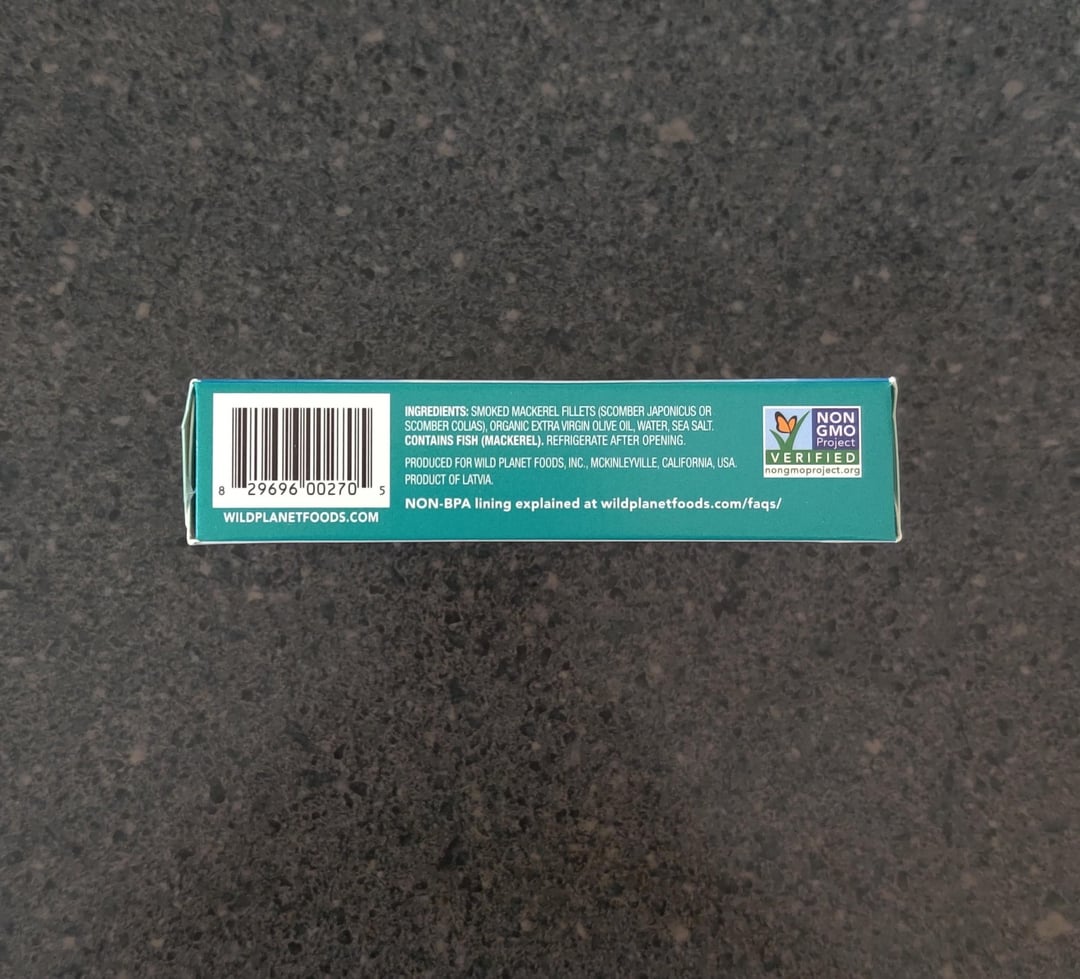 8 29696 00270 5
WILDPLANETFOODS.COM
INGREDIENTS: SMOKED MACKEREL FILLETS (SCOMBER JAPONICUS OR
SCOMBER COLIAS), ORGANIC EXTRA VIRGIN OLIVE OIL, WATER, SEA SALT.
CONTAINS FISH (MACKEREL). REFRIGERATE AFTER OPENING.
PRODUCED FOR WILD PLANET FOODS, INC., MCKINLEYVILLE, CALIFORNIA, USA.
PRODUCT OF LATVIA.
NON-BPA lining explained at wildplanetfoods.com/faqs/
NON
GMO
Project
VERIFIED
nongmoproject.org